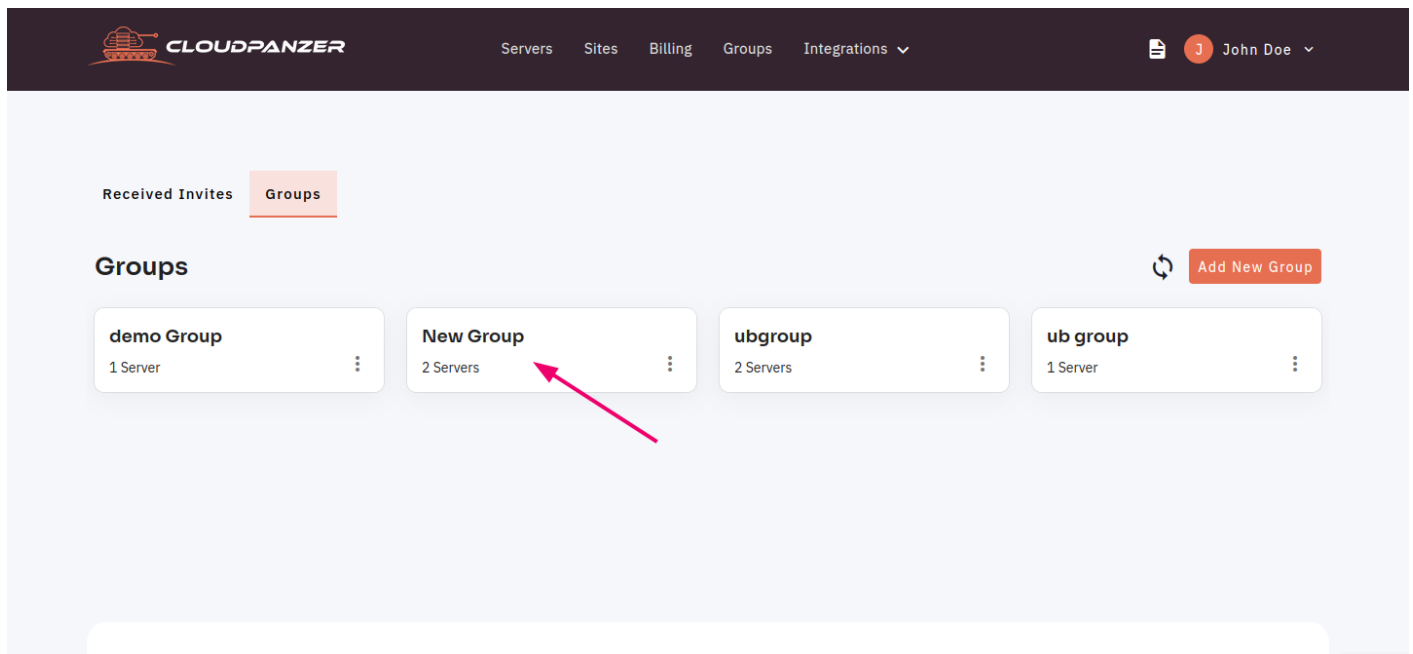 CLOUDPANZER Servers Sites Billing Groups Integrations J John Doe
Received Invites Groups
Groups Add New Group
demo Group New Group ubgroup ub group
1 Server 2 Servers 2 Servers 1 Server